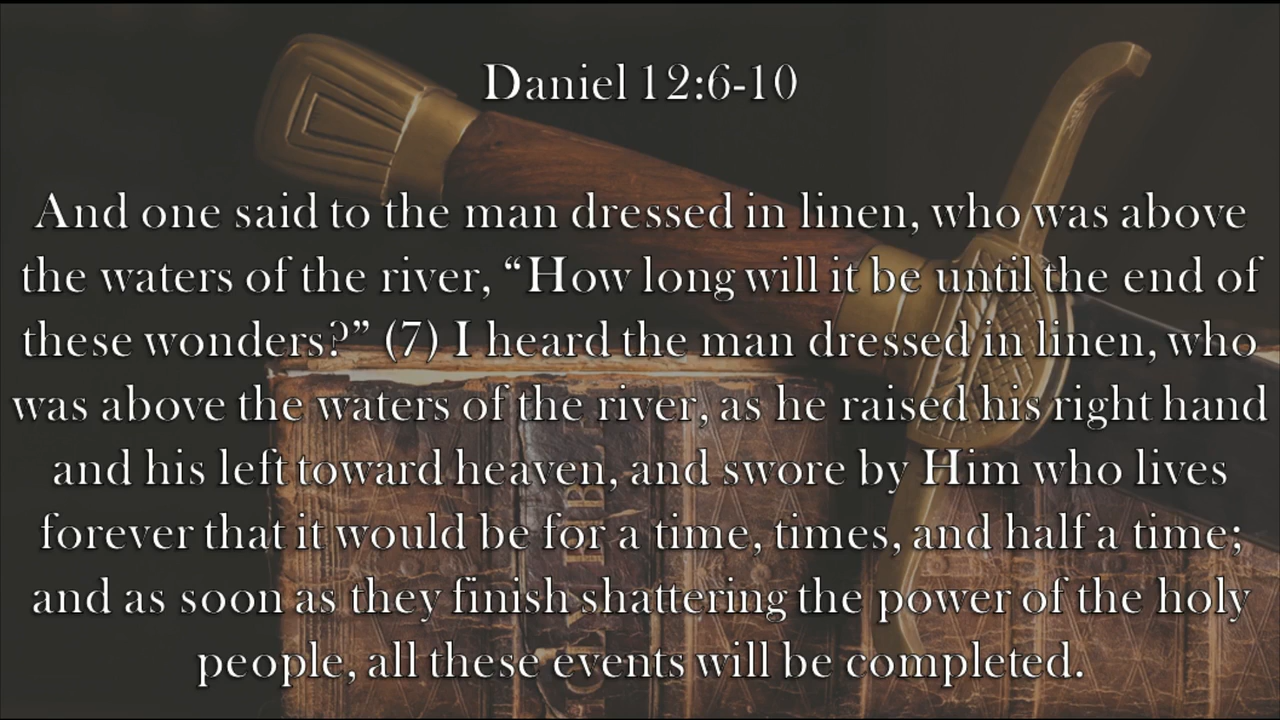 Daniel 12:6-10
And one said to the man dressed in linen, who was above
the waters of the river, “How long will it be until the end of
these wonders?” (7) I heard the man dressed in linen, who
was above the waters of the river, as he raised his right hand
and his left toward heaven, and swore by Him who lives
forever that it would be for a time, times, and half a time;
and as soon as they finish shattering the power of the holy
people, all these events will be completed.